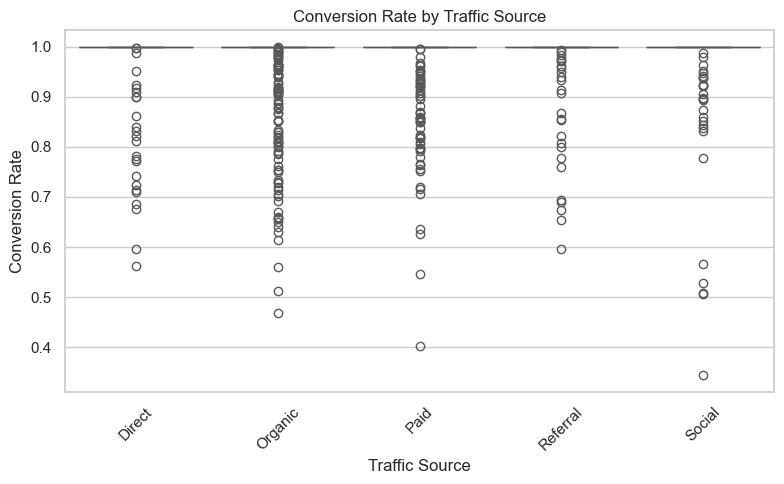 Conversion Rate by Traffic Source
1.0
0.9
0.8
0.7
0.6
0.5
0.4
Conversion Rate
Direct
Organic
Paid
Referral
Social
Traffic Source